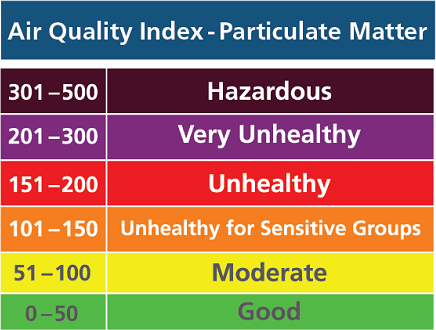 Air Quality Index - Particulate Matter
301–500 Hazardous
201–300 Very Unhealthy
151–200 Unhealthy
101–150 Unhealthy for Sensitive Groups
51–100 Moderate
0–50 Good